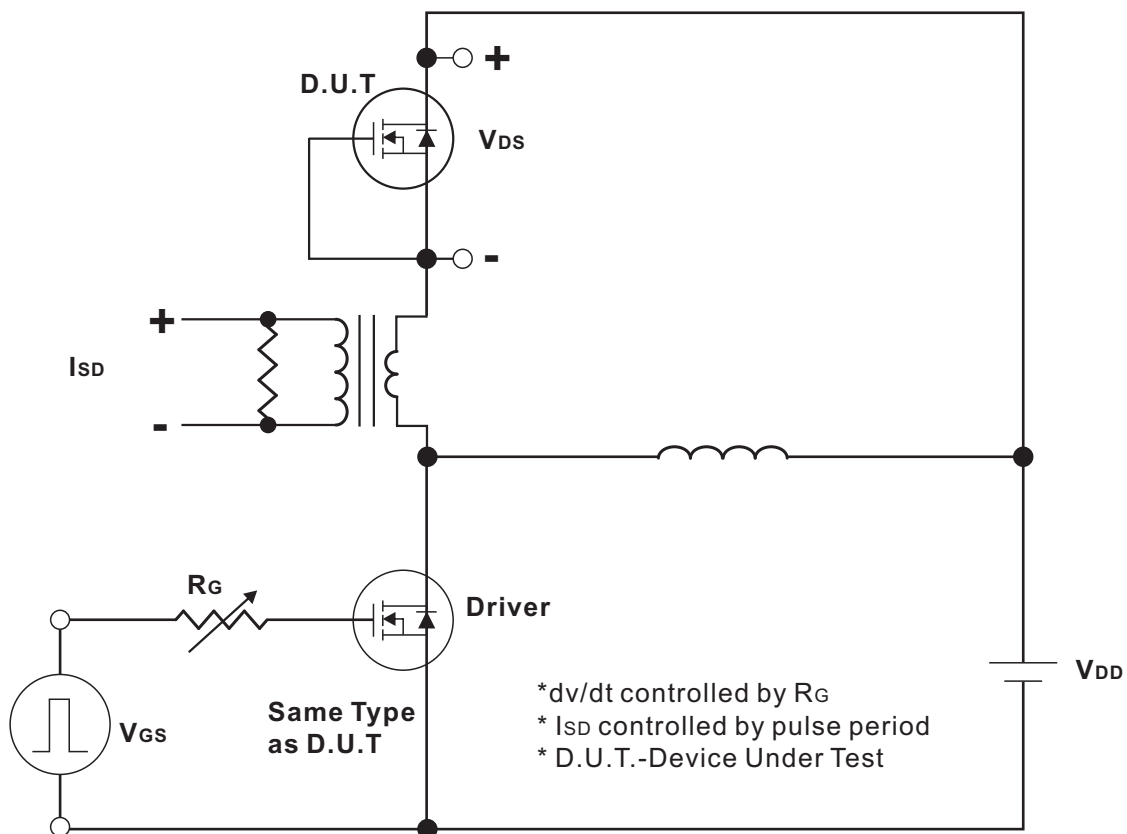 +
D.U.T
VDS
-
+
ISD
-
RG
Driver
VDD
*dv/dt controlled by RG
* ISD controlled by pulse period
* D.U.T.-Device Under Test
Same Type
as D.U.T
VGS